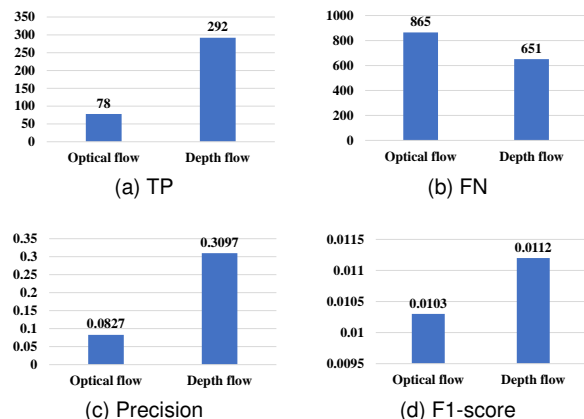 350
300
250
200
150
100
50
0
78
292
Optical flow
Depth flow
(a) TP
1000
800
600
400
200
0
865
651
Optical flow
Depth flow
(b) FN
0.35
0.3
0.25
0.2
0.15
0.1
0.05
0
0.0827
0.3097
Optical flow
Depth flow
(c) Precision
0.0115
0.011
0.0105
0.01
0.0095
0.0103
0.0112
Optical flow
Depth flow
(d) F1-score